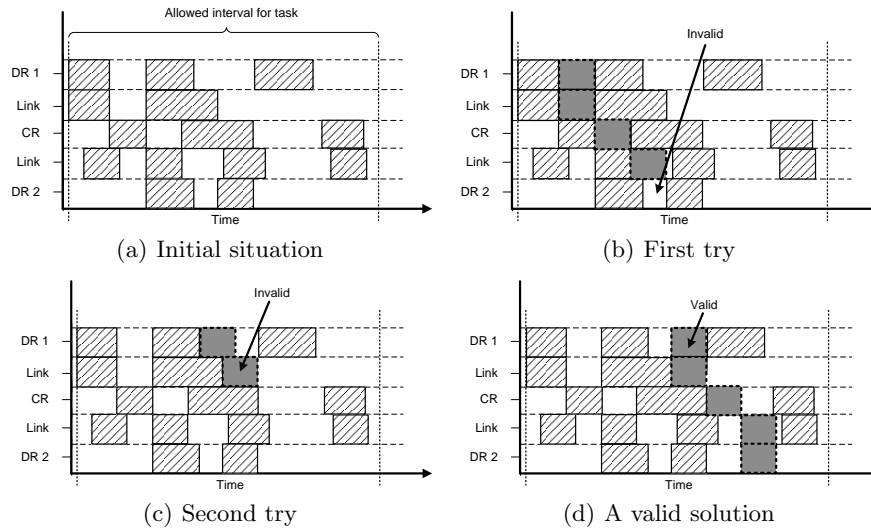 Allowed interval for task
DR 1
Link
CR
Link
DR 2
Time
(a) Initial situation
Invalid
DR 1
Link
CR
Link
DR 2
Time
(b) First try
Invalid
DR 1
Link
CR
Link
DR 2
Time
(c) Second try
Valid
DR 1
Link
CR
Link
DR 2
Time
(d) A valid solution